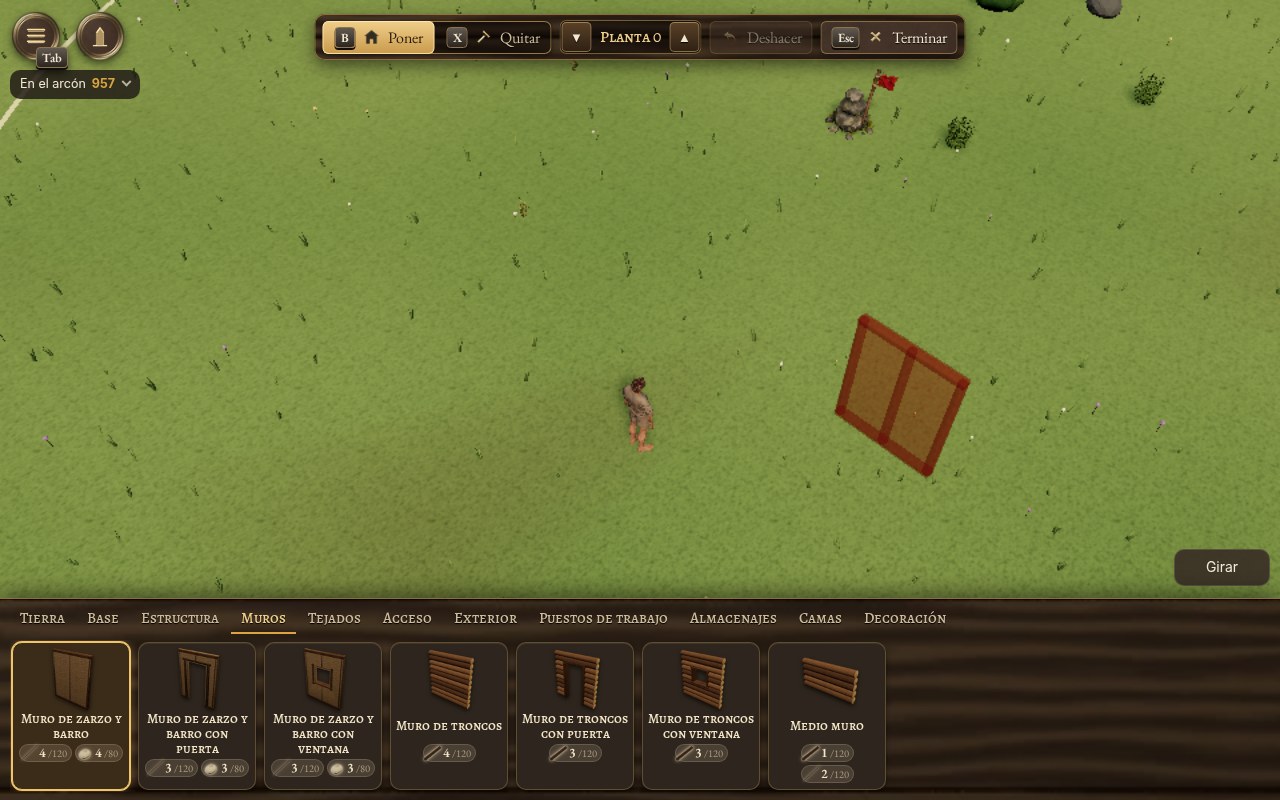 B Poner X Quitar ▼ Planta 0 ▲ Deshacer Esc Terminar
Tab
En el arcón 957
Girar
Tierra Base Estructura Muros Tejados Acceso Exterior Puestos de trabajo Almacenajes Camas Decoración
Muro de zarzo y barro
4 /120 4 /80
Muro de zarzo y barro con puerta
3 /120 3 /80
Muro de zarzo y barro con ventana
3 /120 3 /80
Muro de troncos
4 /120
Muro de troncos con puerta
3 /120
Muro de troncos con ventana
3 /120
Medio muro
1 /120
2 /120